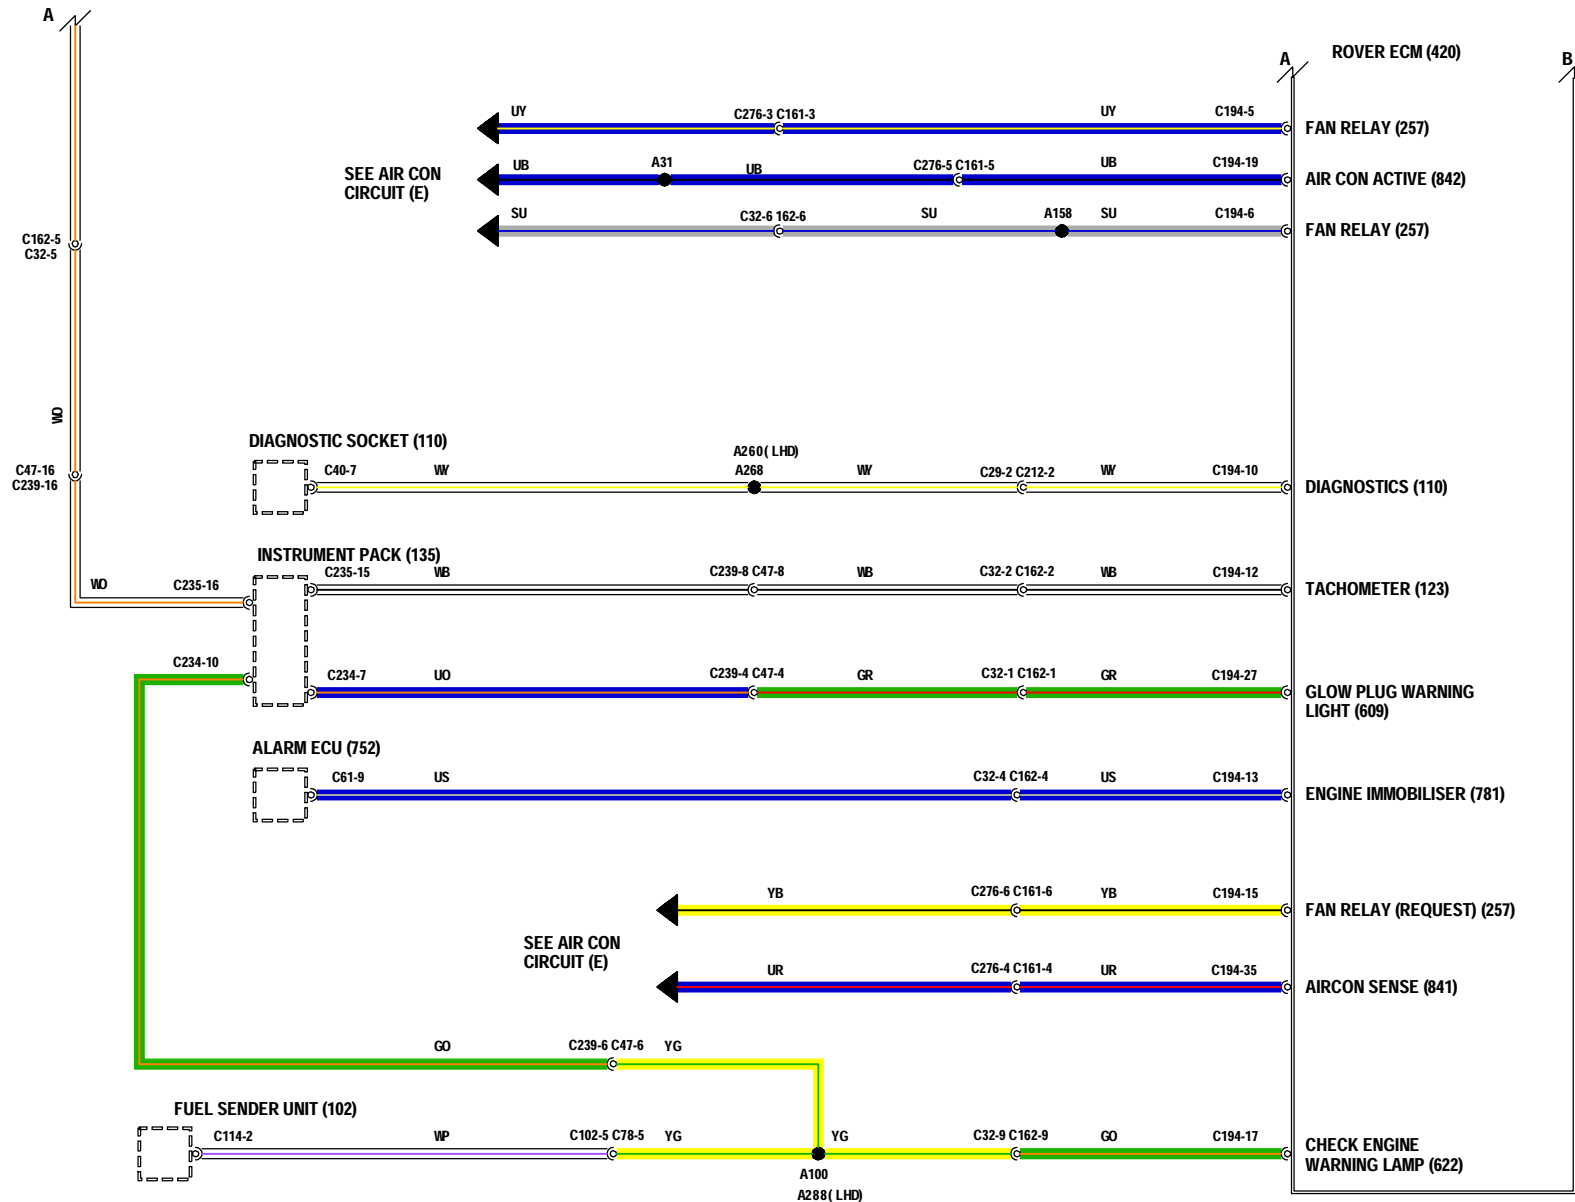 A
ROVER ECM (420)
A
B
UY
C276-3 C161-3
UY
C194-5
FAN RELAY (257)
SEE AIR CON
CIRCUIT (E)
UB
A31
UB
C276-5 C161-5
UB
C194-19
AIR CON ACTIVE (842)
SU
C32-6 162-6
SU
A158
SU
C194-6
FAN RELAY (257)
C162-5
C32-5
WO
C47-16
C239-16
DIAGNOSTIC SOCKET (110)
C40-7
WY
A260( LHD)
A268
WY
C29-2 C212-2
WY
C194-10
DIAGNOSTICS (110)
INSTRUMENT PACK (135)
WO
C235-16
C235-15
WB
C239-8 C47-8
WB
C32-2 C162-2
WB
C194-12
TACHOMETER (123)
C234-10
C234-7
UO
C239-4 C47-4
GR
C32-1 C162-1
GR
C194-27
GLOW PLUG WARNING
LIGHT (609)
ALARM ECU (752)
C61-9
US
C32-4 C162-4
US
C194-13
ENGINE IMMOBILISER (781)
YB
C276-6 C161-6
YB
C194-15
FAN RELAY (REQUEST) (257)
SEE AIR CON
CIRCUIT (E)
UR
C276-4 C161-4
UR
C194-35
AIRCON SENSE (841)
GO
C239-6 C47-6
YG
FUEL SENDER UNIT (102)
C114-2
WP
C102-5 C78-5
YG
YG
C32-9 C162-9
GO
C194-17
CHECK ENGINE
WARNING LAMP (622)
A100
A288( LHD)